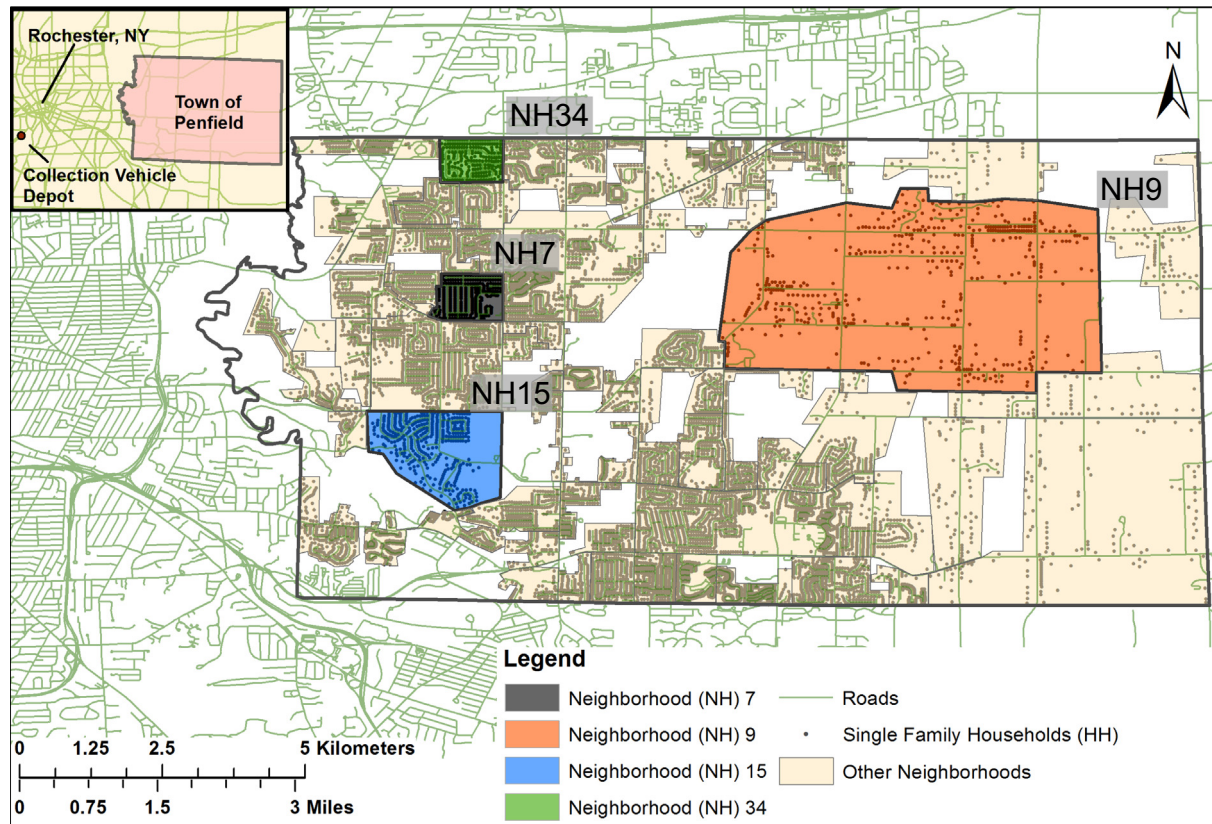 Rochester, NY
Town of
Penfield
Collection Vehicle
Depot
N
NH34
NH9
NH7
NH15
Legend
Neighborhood (NH) 7
Neighborhood (NH) 9
Neighborhood (NH) 15
Neighborhood (NH) 34
Roads
Single Family Households (HH)
Other Neighborhoods
0 1.25 2.5 5 Kilometers
0 0.75 1.5 3 Miles